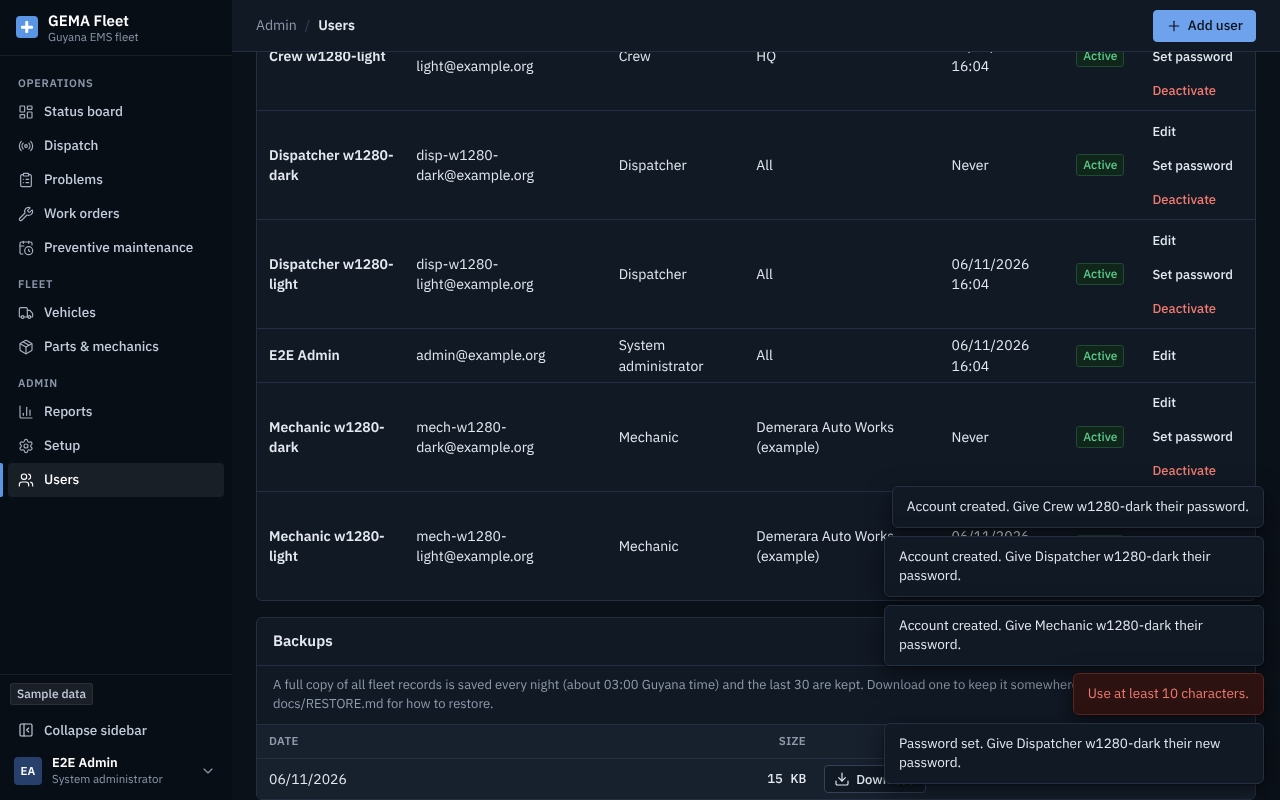 GEMA Fleet
Guyana EMS fleet
OPERATIONS
Status board
Dispatch
Problems
Work orders
Preventive maintenance
FLEET
Vehicles
Parts & mechanics
ADMIN
Reports
Setup
Users
Sample data
Collapse sidebar
EA
E2E Admin
System administrator
Admin / Users
Add user
Crew w1280-light
light@example.org
Crew
HQ
16:04
Active
Set password
Deactivate
Dispatcher w1280-
dark
disp-w1280-
dark@example.org
Dispatcher
All
Never
Active
Edit
Set password
Deactivate
Dispatcher w1280-
light
disp-w1280-
light@example.org
Dispatcher
All
06/11/2026
16:04
Active
Edit
Set password
Deactivate
E2E Admin
admin@example.org
System
administrator
All
06/11/2026
16:04
Active
Edit
Mechanic w1280-
dark
mech-w1280-
dark@example.org
Mechanic
Demerara Auto Works
(example)
Never
Active
Edit
Set password
Deactivate
Mechanic w1280-
light
mech-w1280-
light@example.org
Mechanic
Demerara Auto Works
(example)
Account created. Give Crew w1280-dark their password.
Account created. Give Dispatcher w1280-dark their
password.
Account created. Give Mechanic w1280-dark their
password.
Use at least 10 characters.
Password set. Give Dispatcher w1280-dark their new
password.
Backups
A full copy of all fleet records is saved every night (about 03:00 Guyana time) and the last 30 are kept. Download one to keep it
docs/RESTORE.md for how to restore.
DATE
SIZE
06/11/2026
15 KB